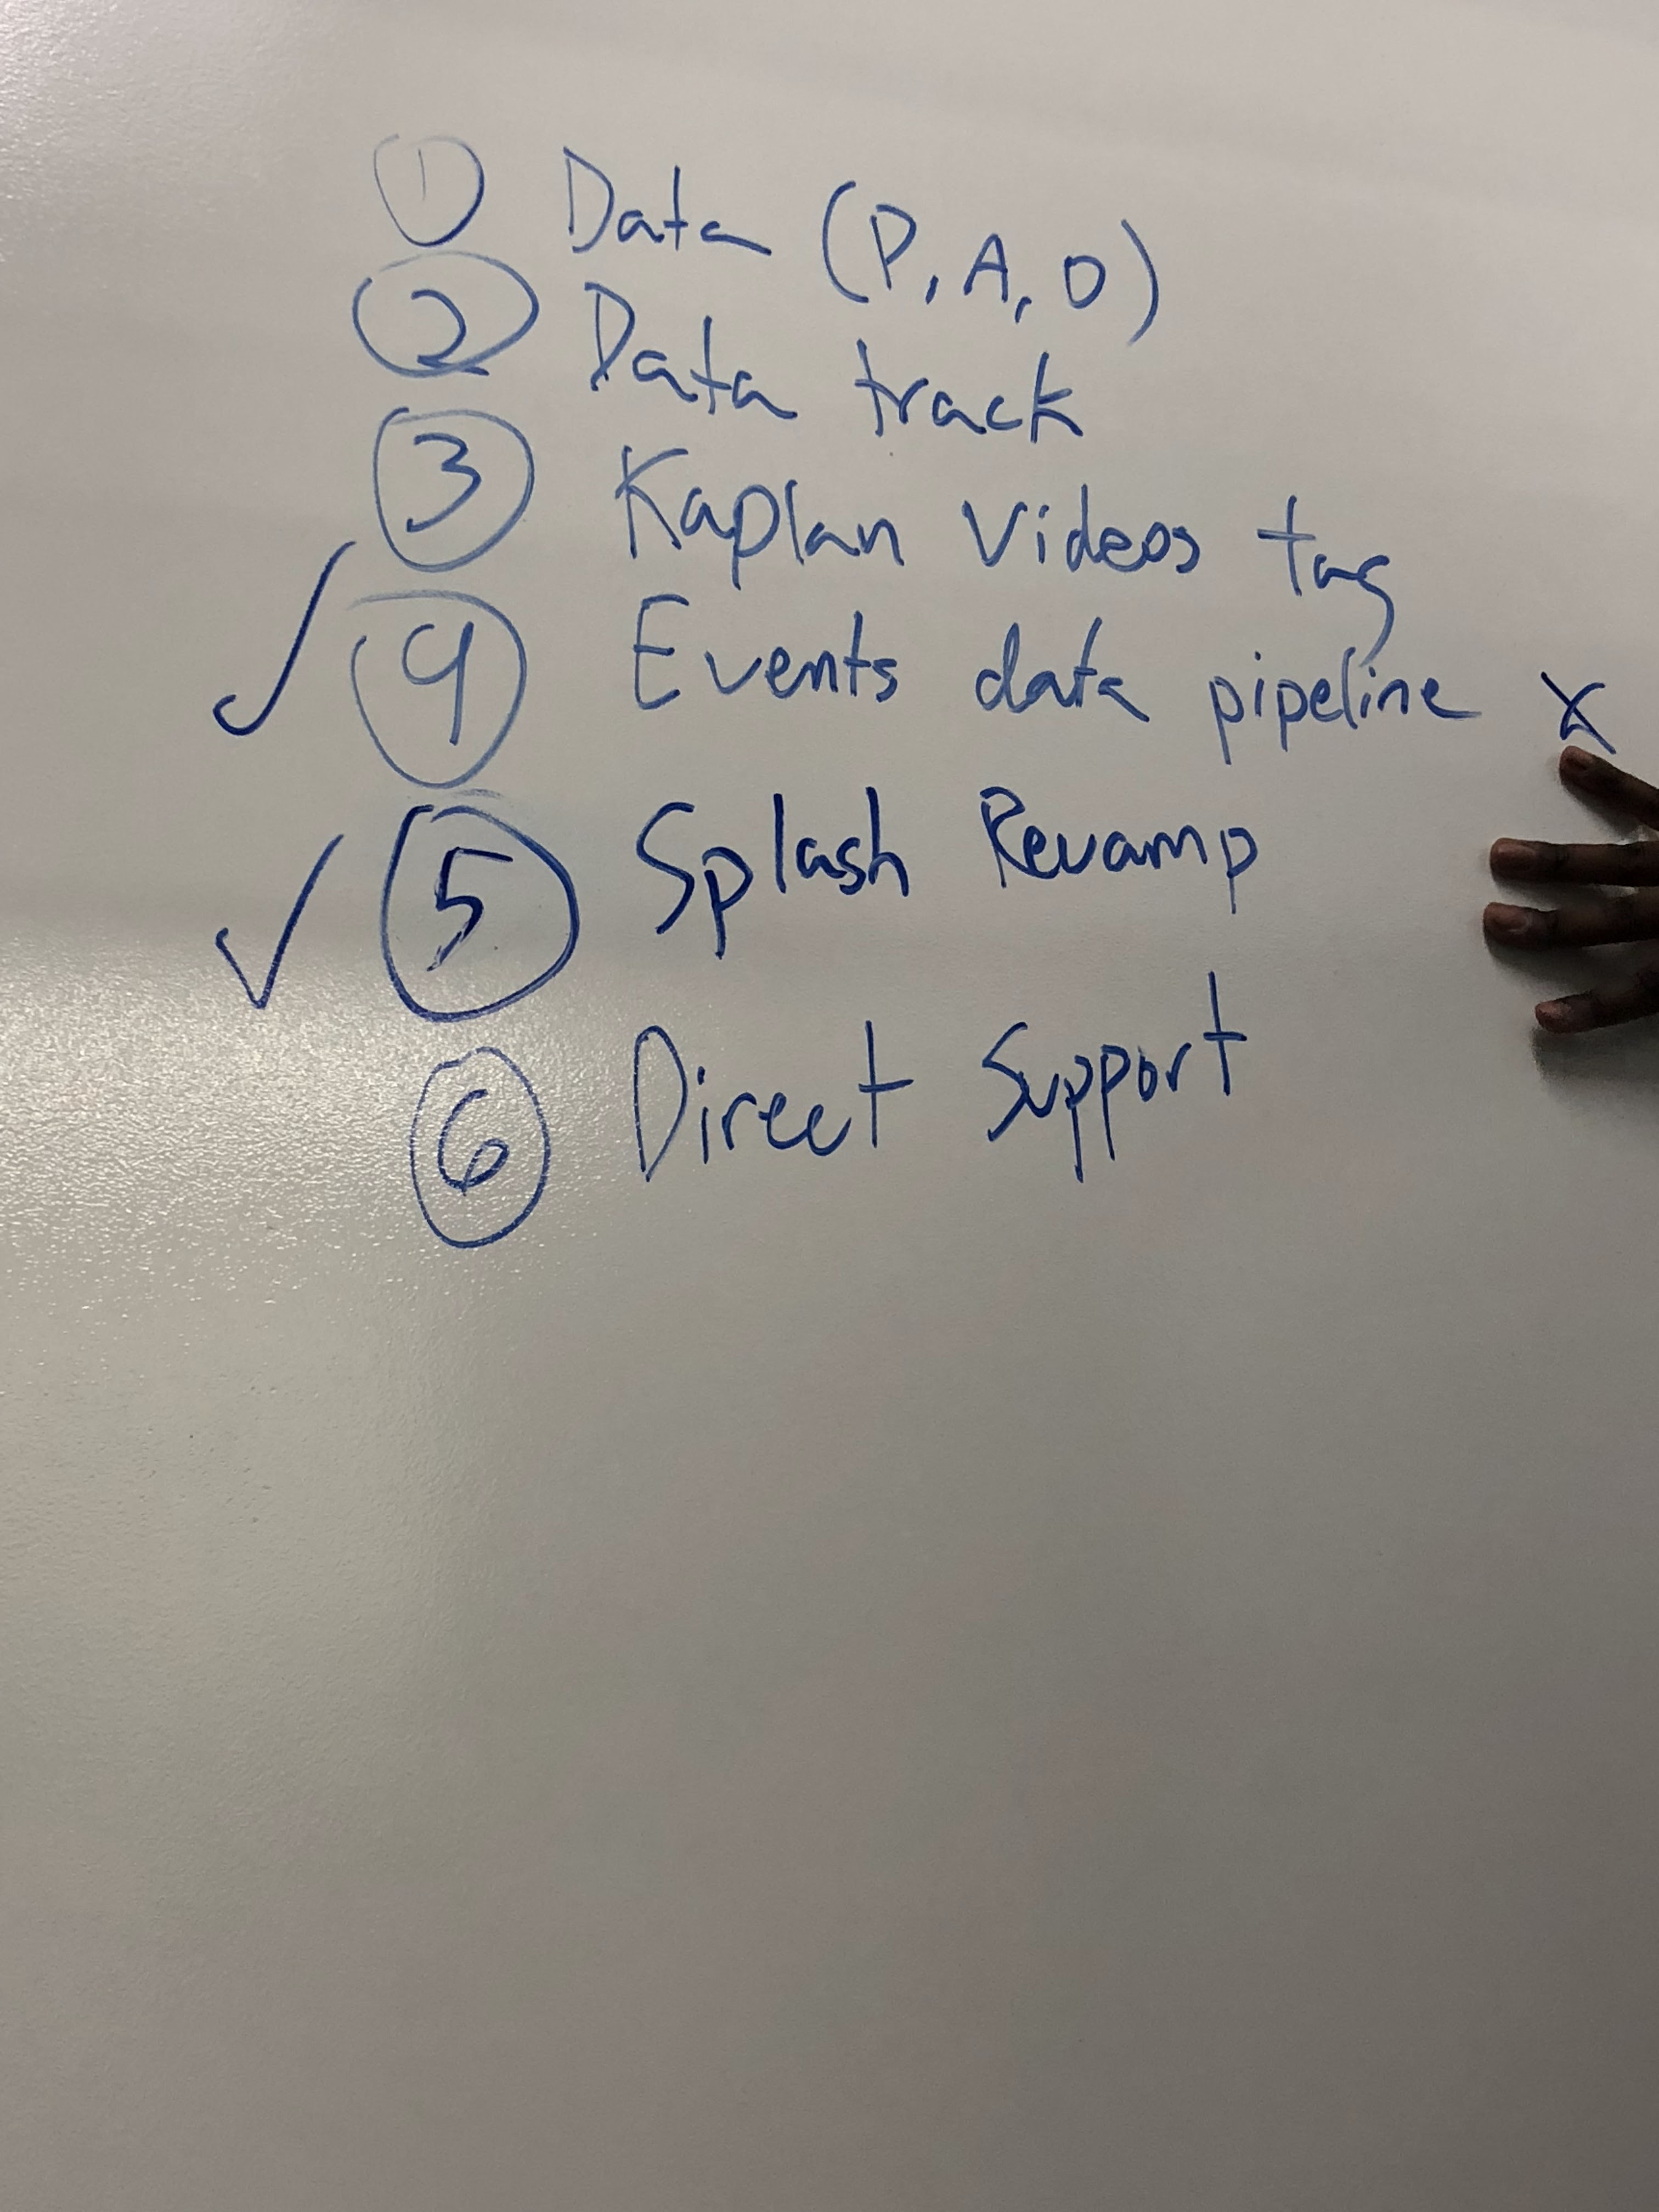 ① Data (P, A, O)
② Data track
③ Kaplan Videos tag
✓ ④ Events data pipeline x
✓ ⑤ Splash Revamp
⑥ Direct Support